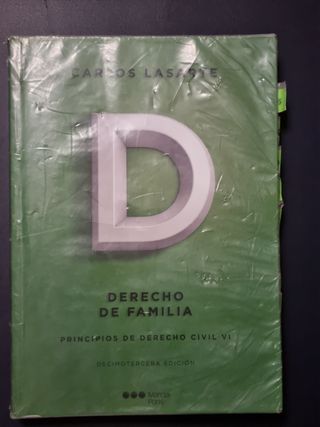 CARLOS LASARTE
D
DERECHO
DE FAMILIA
PRINCIPIOS DE DERECHO CIVIL VI
DECIMOTERCERA EDICIÓN
Marcial
Pons